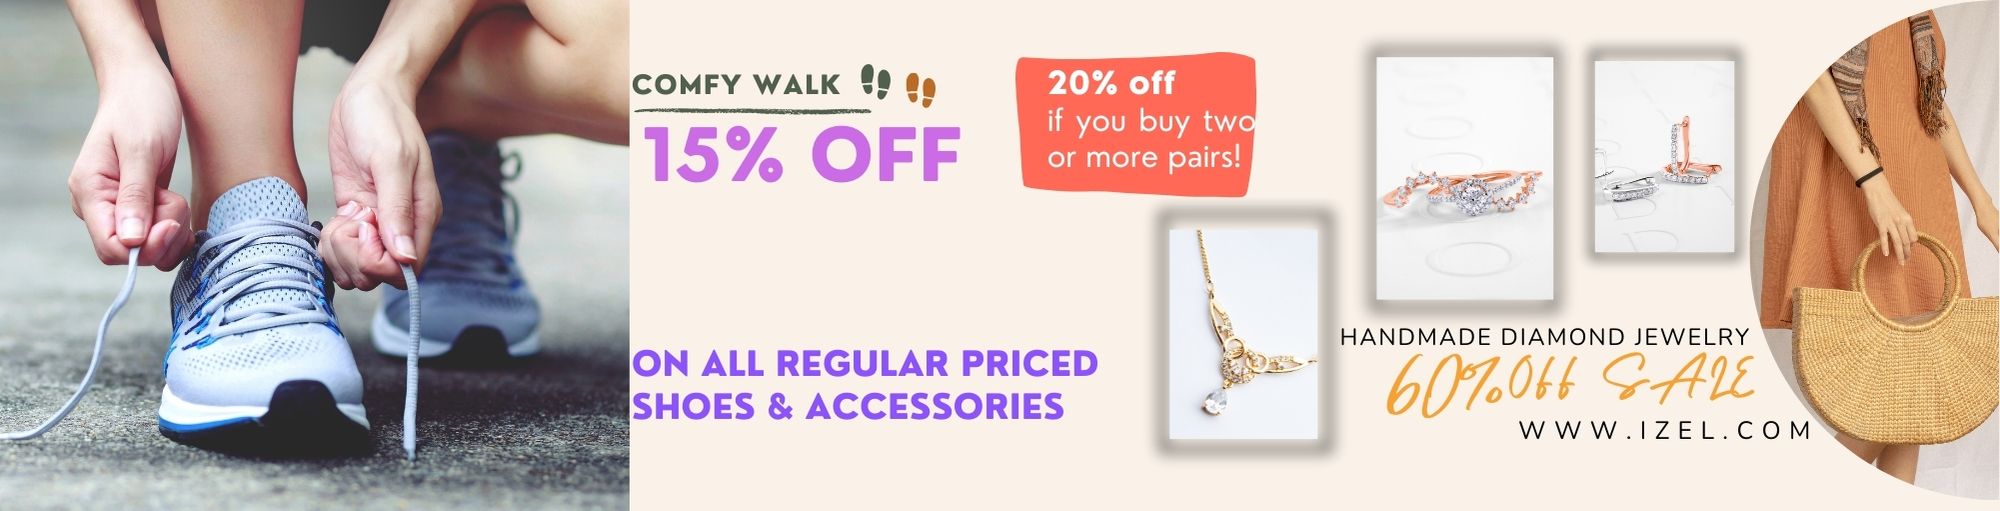 COMFY WALK
15% OFF
20% off
if you buy two
or more pairs!
ON ALL REGULAR PRICED
SHOES & ACCESSORIES
HANDMADE DIAMOND JEWELRY
60% Off SALE
WWW.IZEL.COM